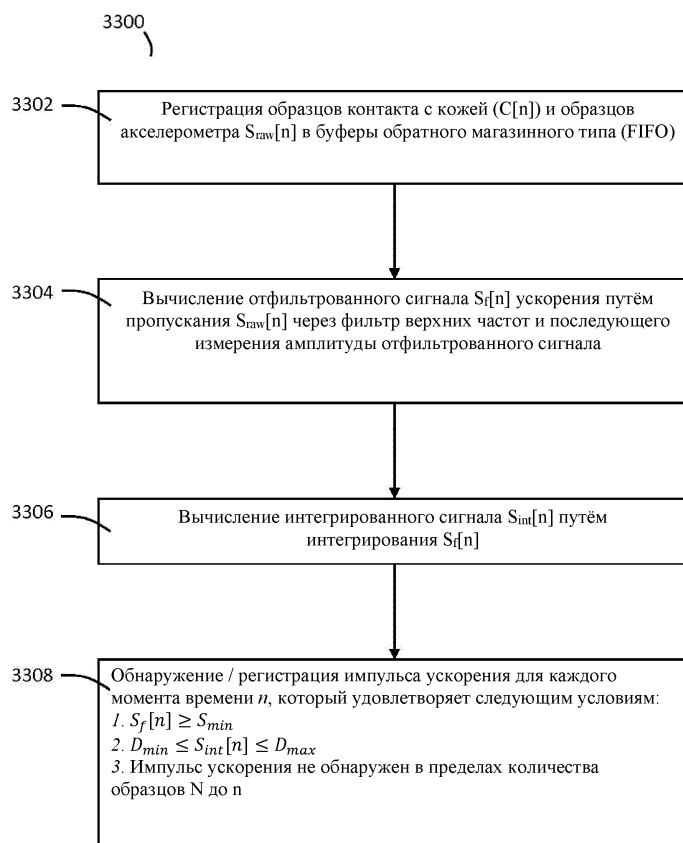 3300
3302
Регистрация образцов контакта с кожей (C[n]) и образцов
акселерометра Sraw[n] в буферы обратного магазинного типа (FIFO)
3304
Вычисление отфильтрованного сигнала Sf[n] ускорения путём
пропускания Sraw[n] через фильтр верхних частот и последующего
измерения амплитуды отфильтрованного сигнала
3306
Вычисление интегрированного сигнала Sint[n] путём
интегрирования Sf[n]
3308
Обнаружение / регистрация импульса ускорения для каждого
момента времени n, который удовлетворяет следующим условиям:
1. Sf[n] ≥ Smin
2. Dmin ≤ Sint[n] ≤ Dmax
3. Импульс ускорения не обнаружен в пределах количества
образцов N до n